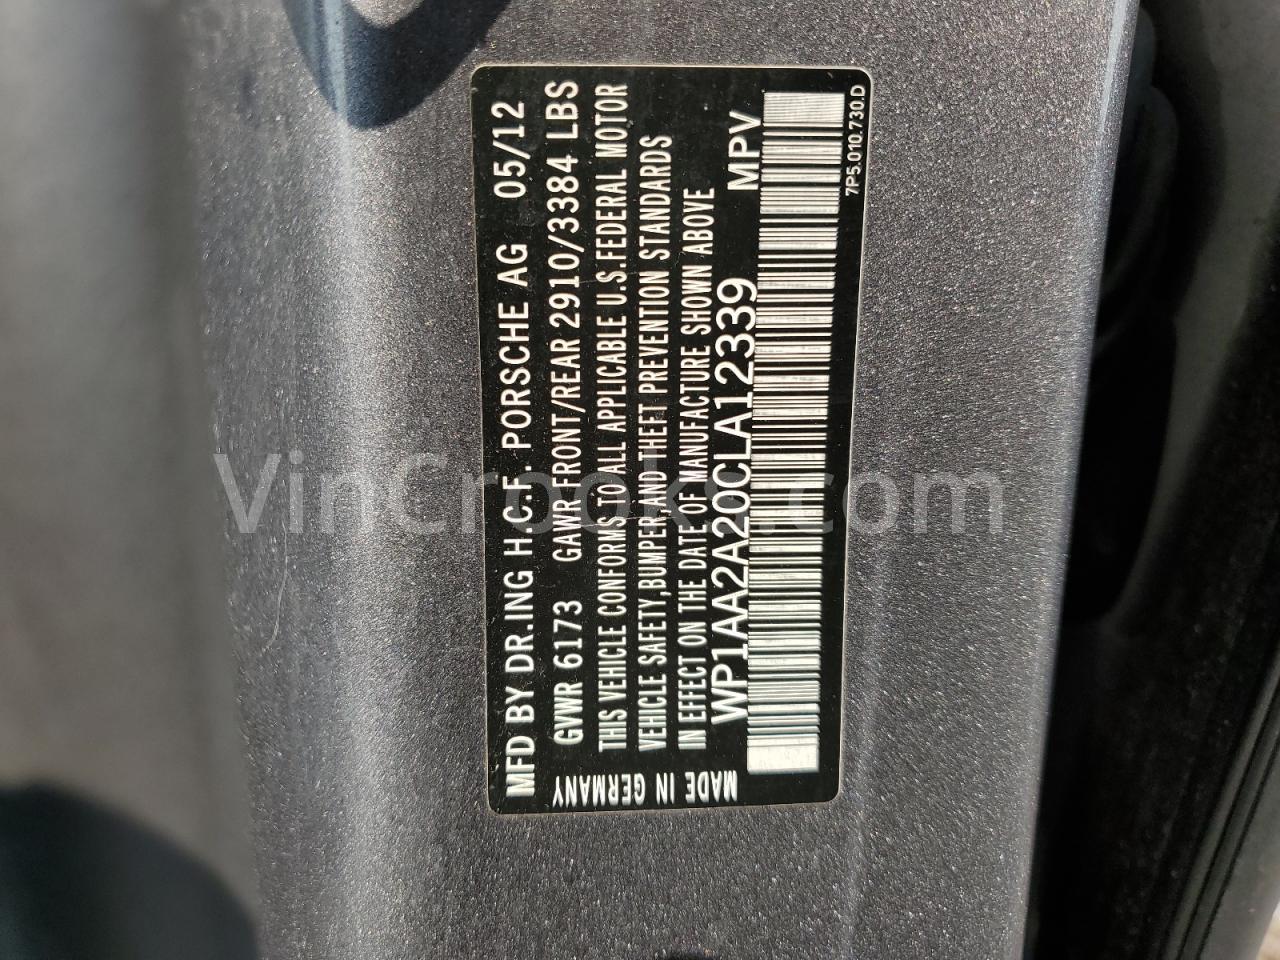 MFD BY DR.ING H.C.F. PORSCHE AG 05/12
GVWR 6173 GAWR FRONT/REAR 2910/3384 LBS
THIS VEHICLE CONFORMS TO ALL APPLICABLE U.S.FEDERAL MOTOR
VEHICLE SAFETY,BUMPER,AND THEFT PREVENTION STANDARDS
IN EFFECT ON THE DATE OF MANUFACTURE SHOWN ABOVE
WP1AA2A20CLA12339 MPV
MADE IN GERMANY
7P5.010.730.D
VinCrooks.com